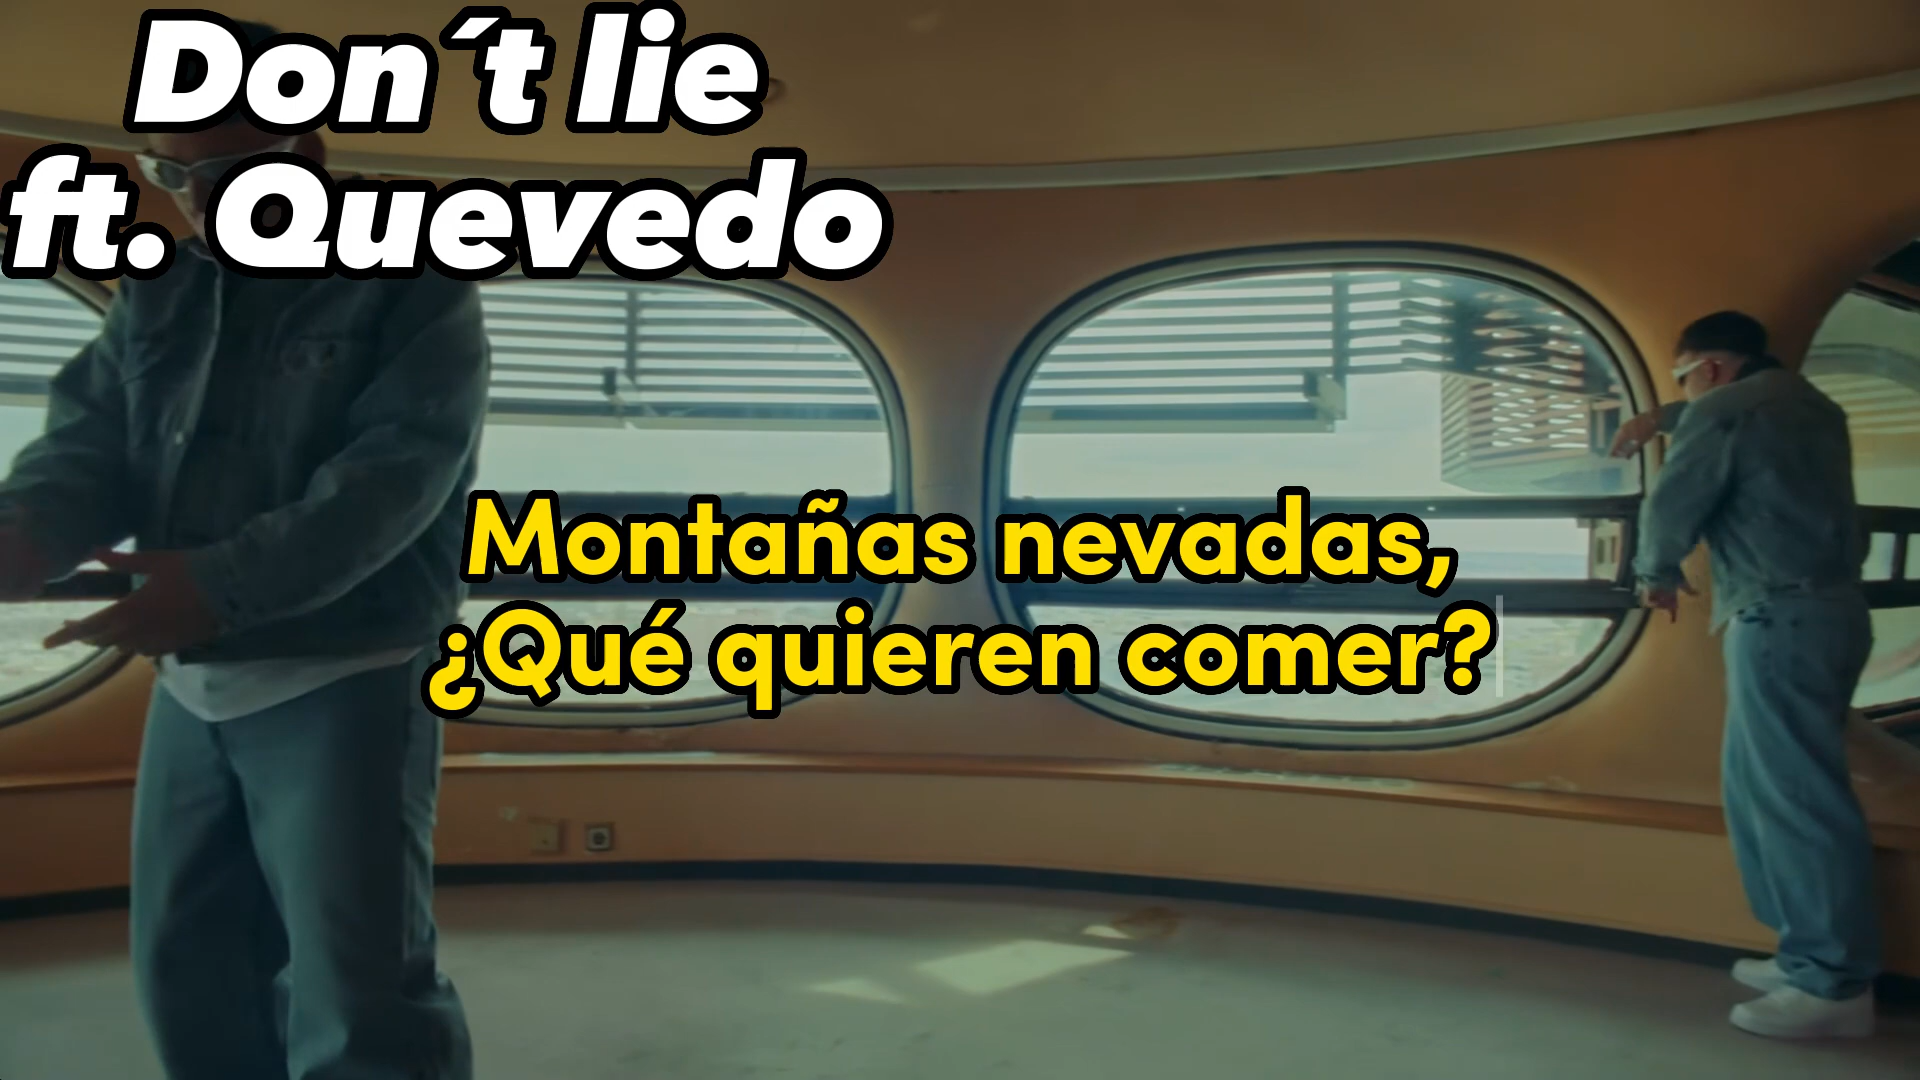 Don´t lie
ft. Quevedo
Montañas nevadas,
¿Qué quieren comer?